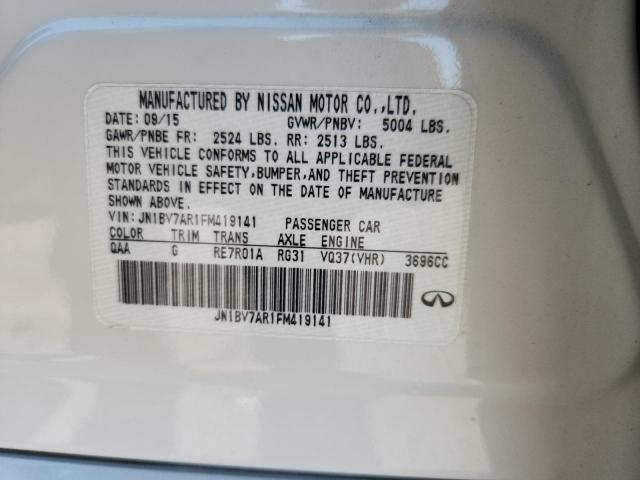 MANUFACTURED BY NISSAN MOTOR CO.,LTD.
DATE: 09/15 GVWR/PNBV: 5004 LBS.
GAWR/PNBE FR: 2524 LBS. RR: 2513 LBS.
THIS VEHICLE CONFORMS TO ALL APPLICABLE FEDERAL
MOTOR VEHICLE SAFETY,BUMPER,AND THEFT PREVENTION
STANDARDS IN EFFECT ON THE DATE OF MANUFACTURE
SHOWN ABOVE.
VIN:JN1BV7AR1FM419141 PASSENGER CAR
COLOR TRIM TRANS AXLE ENGINE
QAA G RE7R01A RG31 VQ37(VHR) 3696CC
JN1BV7AR1FM419141